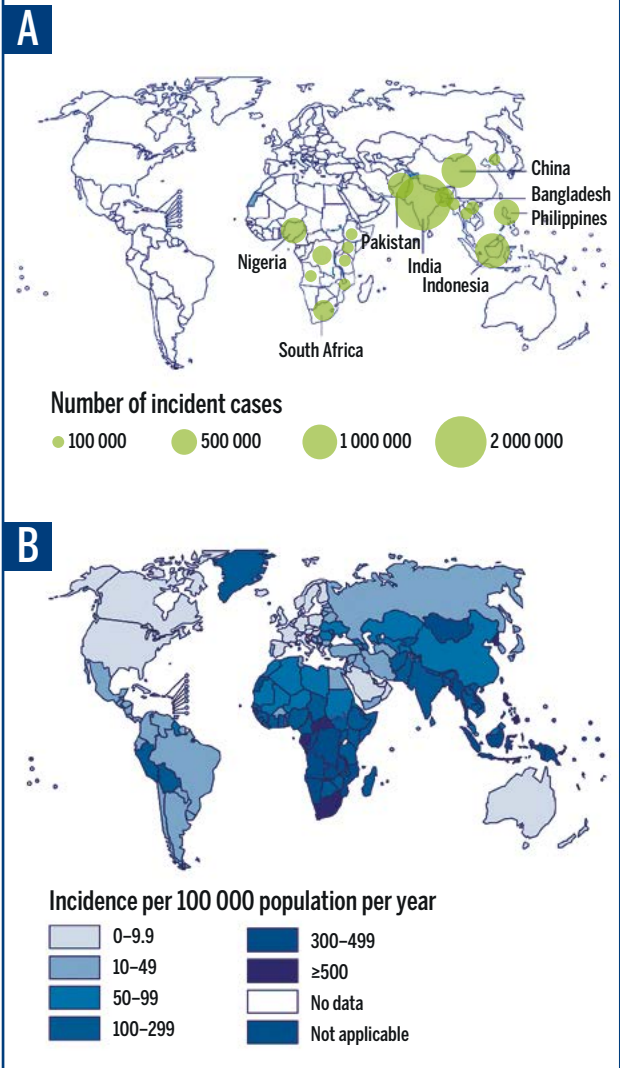 A
China
Bangladesh
Philippines
Pakistan
Nigeria
India
Indonesia
South Africa
Number of incident cases
100 000 500 000 1 000 000 2 000 000
B
Incidence per 100 000 population per year
0–9.9
10–49
50–99
100–299
300–499
≥500
No data
Not applicable